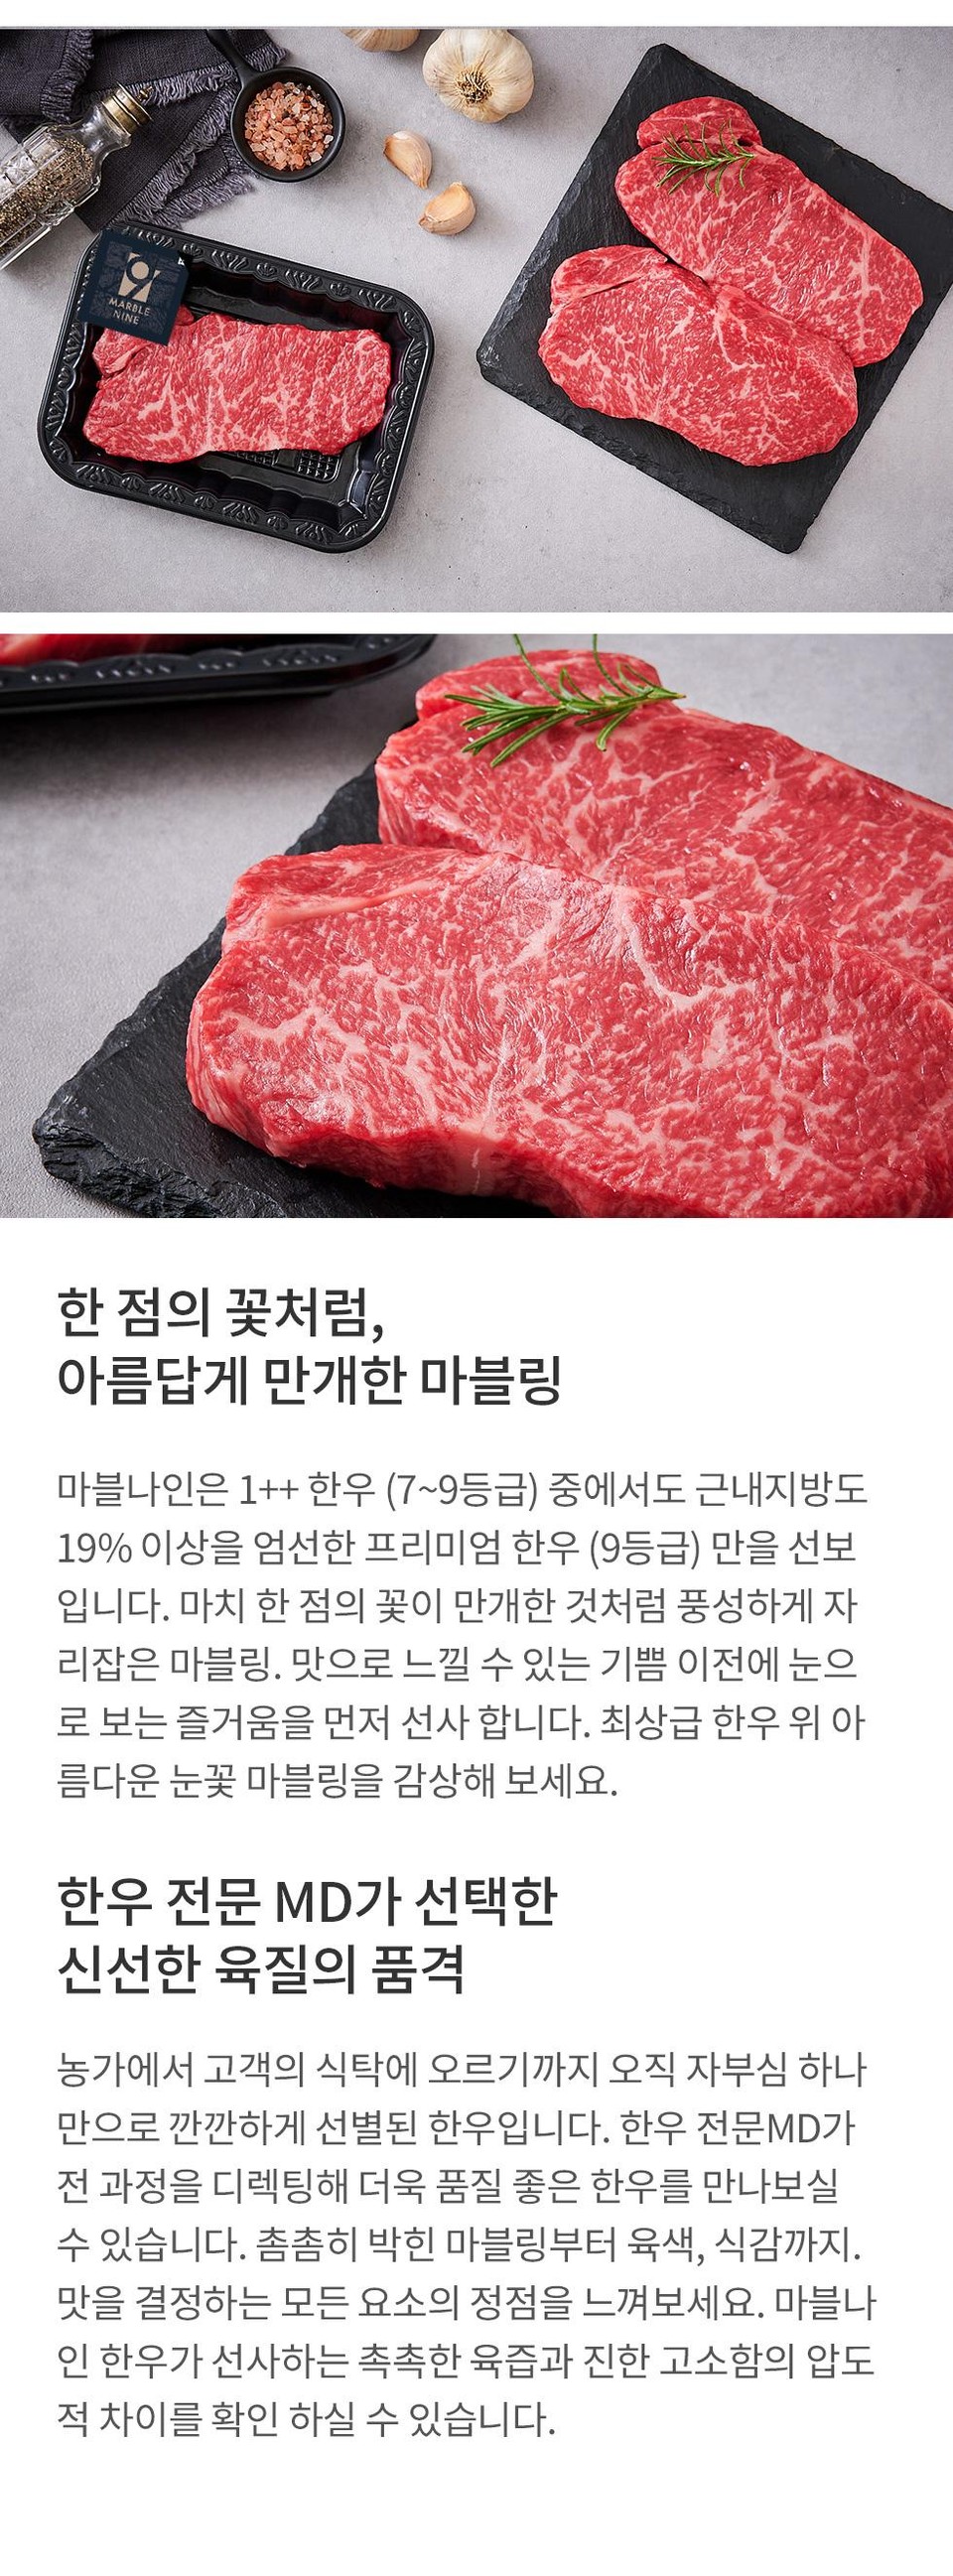 MARBLE
NINE
한 점의 꽃처럼,
아름답게 만개한 마블링
마블나인은 1++ 한우 (7~9등급) 중에서도 근내지방도
19% 이상을 엄선한 프리미엄 한우 (9등급) 만을 선보
입니다. 마치 한 점의 꽃이 만개한 것처럼 풍성하게 자
리잡은 마블링. 맛으로 느낄 수 있는 기쁨 이전에 눈으
로 보는 즐거움을 먼저 선사 합니다. 최상급 한우 위 아
름다운 눈꽃 마블링을 감상해 보세요.
한우 전문 MD가 선택한
신선한 육질의 품격
농가에서 고객의 식탁에 오르기까지 오직 자부심 하나
만으로 깐깐하게 선별된 한우입니다. 한우 전문MD가
전 과정을 디렉팅해 더욱 품질 좋은 한우를 만나보실
수 있습니다. 촘촘히 박힌 마블링부터 육색, 식감까지.
맛을 결정하는 모든 요소의 정점을 느껴보세요. 마블나
인 한우가 선사하는 촉촉한 육즙과 진한 고소함의 압도
적 차이를 확인 하실 수 있습니다.